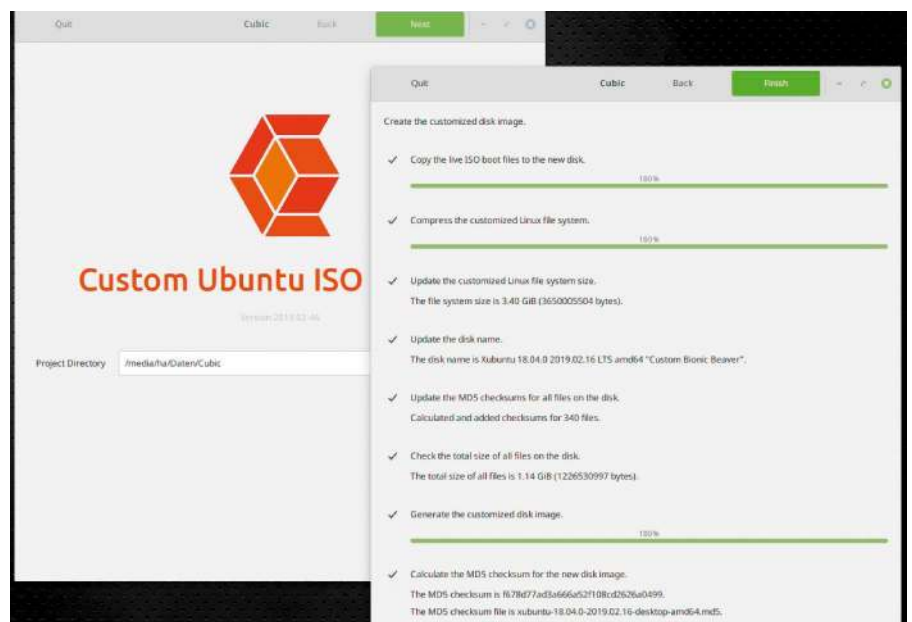 Quit Cubic Back Next
Custom Ubuntu ISO
Project Directory /media/ha/Daten/Cubic
Quit Cubic Back Finish
Create the customized disk image.
✓ Copy the live ISO boot files to the new disk.
100%
✓ Compress the customized Linux file system.
100%
✓ Update the customized Linux file system size.
The file system size is 3.40 GiB (3650005504 bytes).
✓ Update the disk name.
The disk name is Xubuntu 18.04.0 2019.02.16 LTS amd64 "Custom Bionic Beaver".
✓ Update the MD5 checksums for all files on the disk.
Calculated and added checksums for 340 files.
✓ Check the total size of all files on the disk.
The total size of all files is 1.14 GiB (1226530997 bytes).
✓ Generate the customized disk image.
100%
✓ Calculate the MD5 checksum for the new disk image.
The MD5 checksum is f678d77ad3a666a52f108cd2626a0499.
The MD5 checksum file is xubuntu-18.04.0-2019.02.16-desktop-amd64.md5.